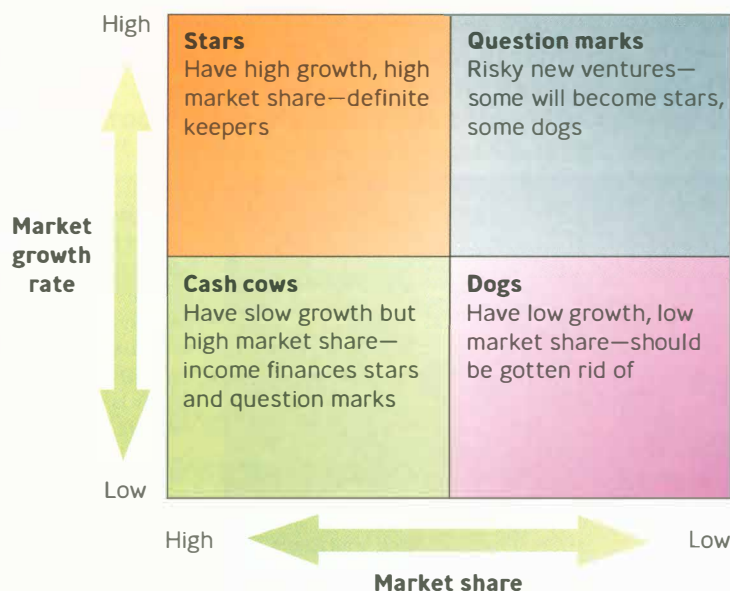 High
Stars
Have high growth, high
market share—definite
keepers
Question marks
Risky new ventures—
some will become stars,
some dogs
Market
growth
rate
Cash cows
Have slow growth but
high market share—
income finances stars
and question marks
Dogs
Have low growth, low
market share—should
be gotten rid of
Low
High
Low
Market share